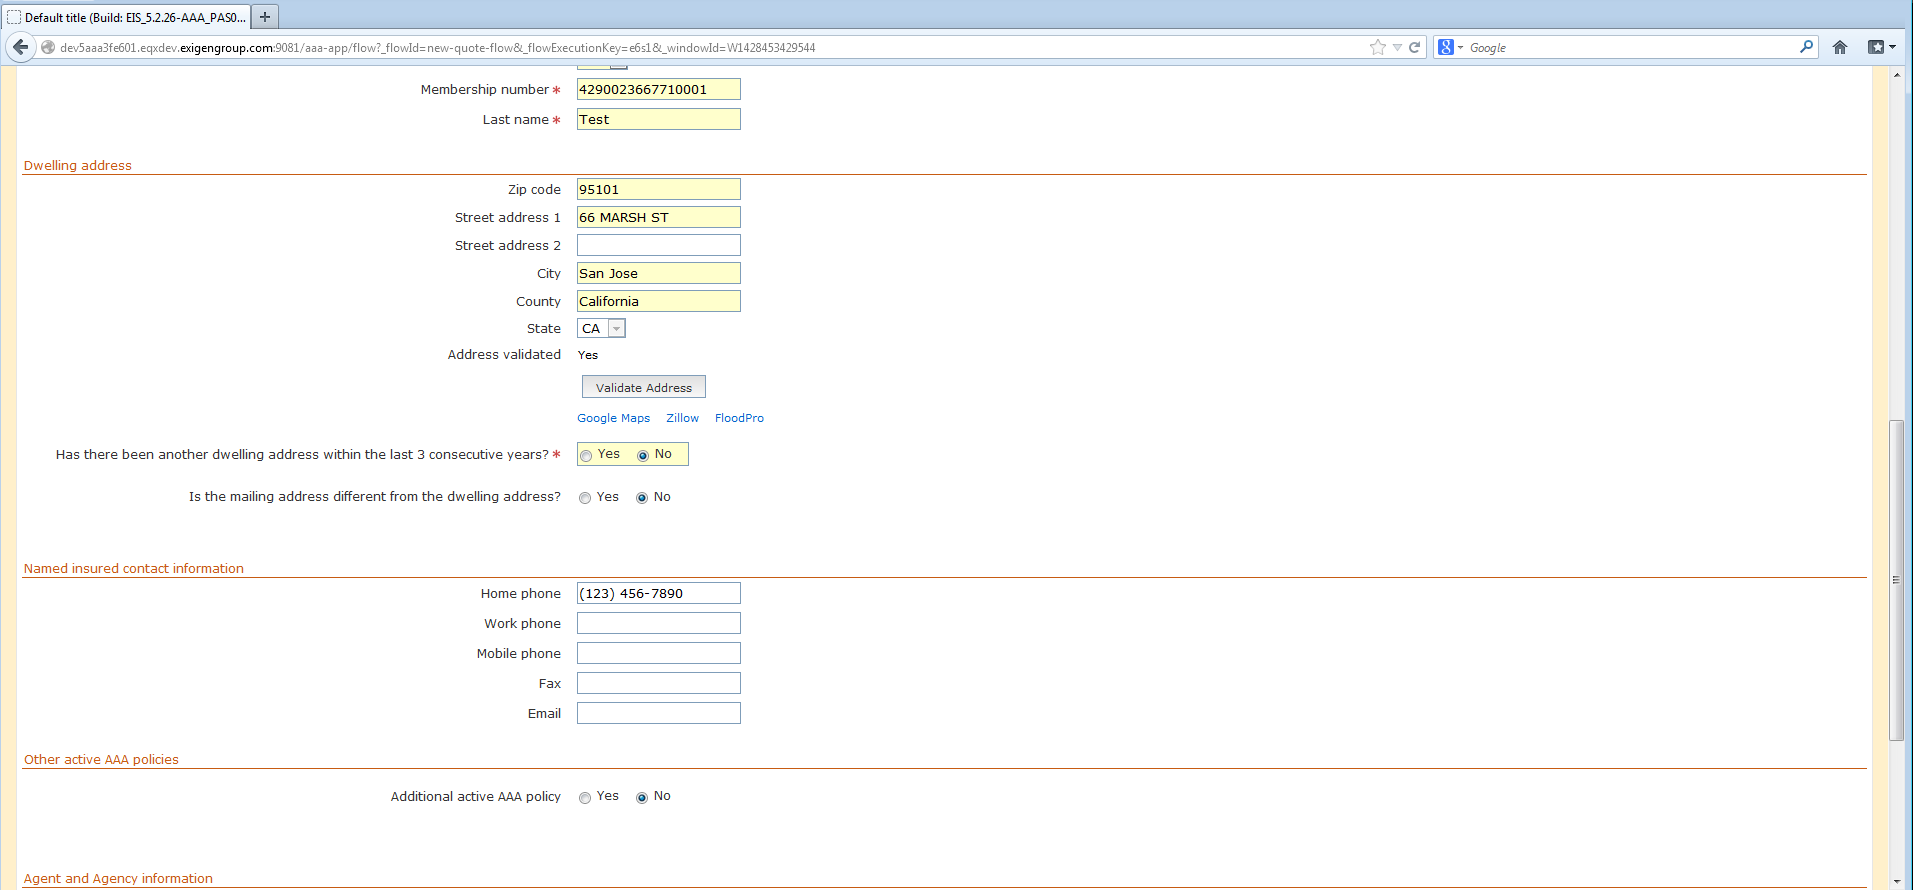 Default title (Build: EIS_5.2.26-AAA_PAS0...
dev5aaa3fe601.eqxdev.exigengroup.com:9081/aaa-app/flow?_flowId=new-quote-flow&_flowExecutionKey=e6s1&_windowId=W1428453429544
Google
Membership number * 4290023667710001
Last name * Test
Dwelling address
Zip code 95101
Street address 1 66 MARSH ST
Street address 2
City San Jose
County California
State CA
Address validated Yes
Validate Address
Google Maps Zillow FloodPro
Has there been another dwelling address within the last 3 consecutive years? * Yes No
Is the mailing address different from the dwelling address? Yes No
Named insured contact information
Home phone (123) 456-7890
Work phone
Mobile phone
Fax
Email
Other active AAA policies
Additional active AAA policy Yes No
Agent and Agency information